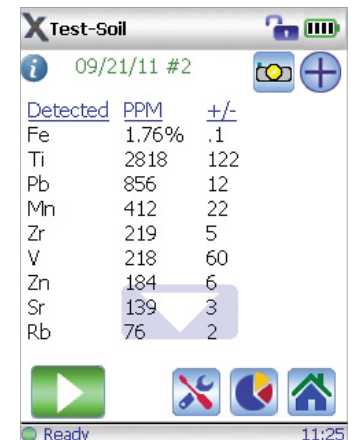 X Test-Soil
09/21/11 #2
Detected PPM +/-
Fe 1.76% .1
Ti 2818 122
Pb 856 12
Mn 412 22
Zr 219 5
V 218 60
Zn 184 6
Sr 139 3
Rb 76 2
Ready 11:25